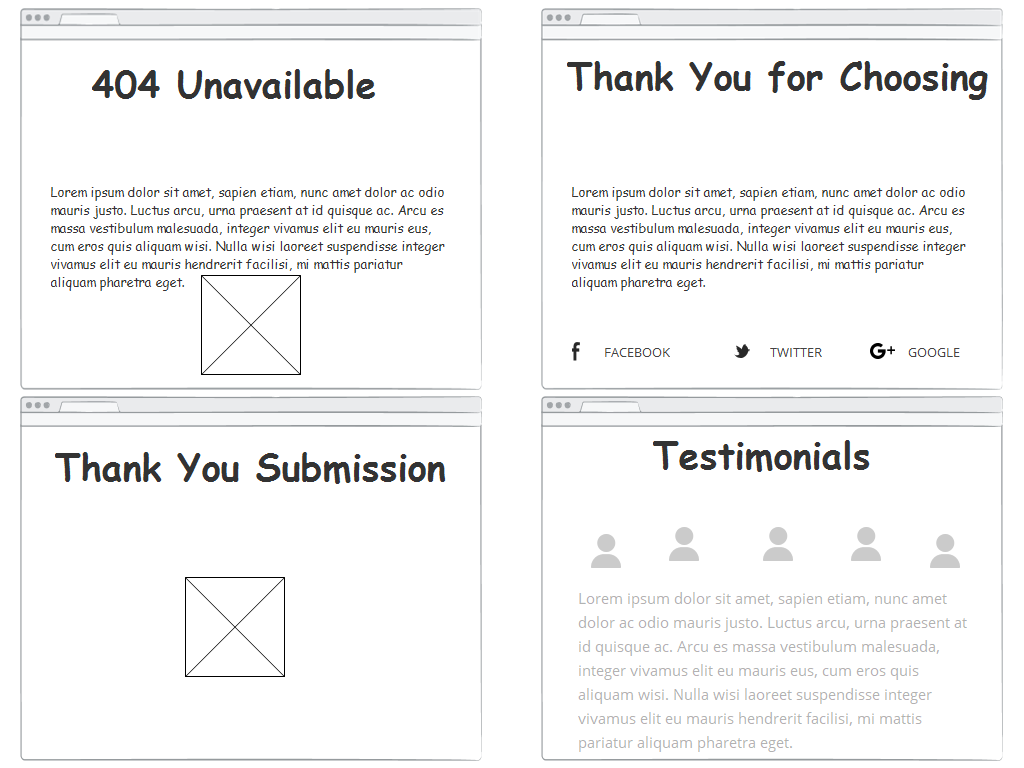 404 Unavailable
Lorem ipsum dolor sit amet, sapien etiam, nunc amet dolor ac odio
mauris justo. Luctus arcu, urna praesent at id quisque ac. Arcu es
massa vestibulum malesuada, integer vivamus elit eu mauris eus,
cum eros quis aliquam wisi. Nulla wisi laoreet suspendisse integer
vivamus elit eu mauris hendrerit facilisi, mi mattis pariatur
aliquam pharetra eget.
Thank You for Choosing
Lorem ipsum dolor sit amet, sapien etiam, nunc amet dolor ac odio
mauris justo. Luctus arcu, urna praesent at id quisque ac. Arcu es
massa vestibulum malesuada, integer vivamus elit eu mauris eus,
cum eros quis aliquam wisi. Nulla wisi laoreet suspendisse integer
vivamus elit eu mauris hendrerit facilisi, mi mattis pariatur
aliquam pharetra eget.
FACEBOOK TWITTER GOOGLE
Thank You Submission
Testimonials
Lorem ipsum dolor sit amet, sapien etiam, nunc amet
dolor ac odio mauris justo. Luctus arcu, urna praesent at
id quisque ac. Arcu es massa vestibulum malesuada,
integer vivamus elit eu mauris eus, cum eros quis
aliquam wisi. Nulla wisi laoreet suspendisse integer
vivamus elit eu mauris hendrerit facilisi, mi mattis
pariatur aliquam pharetra eget.